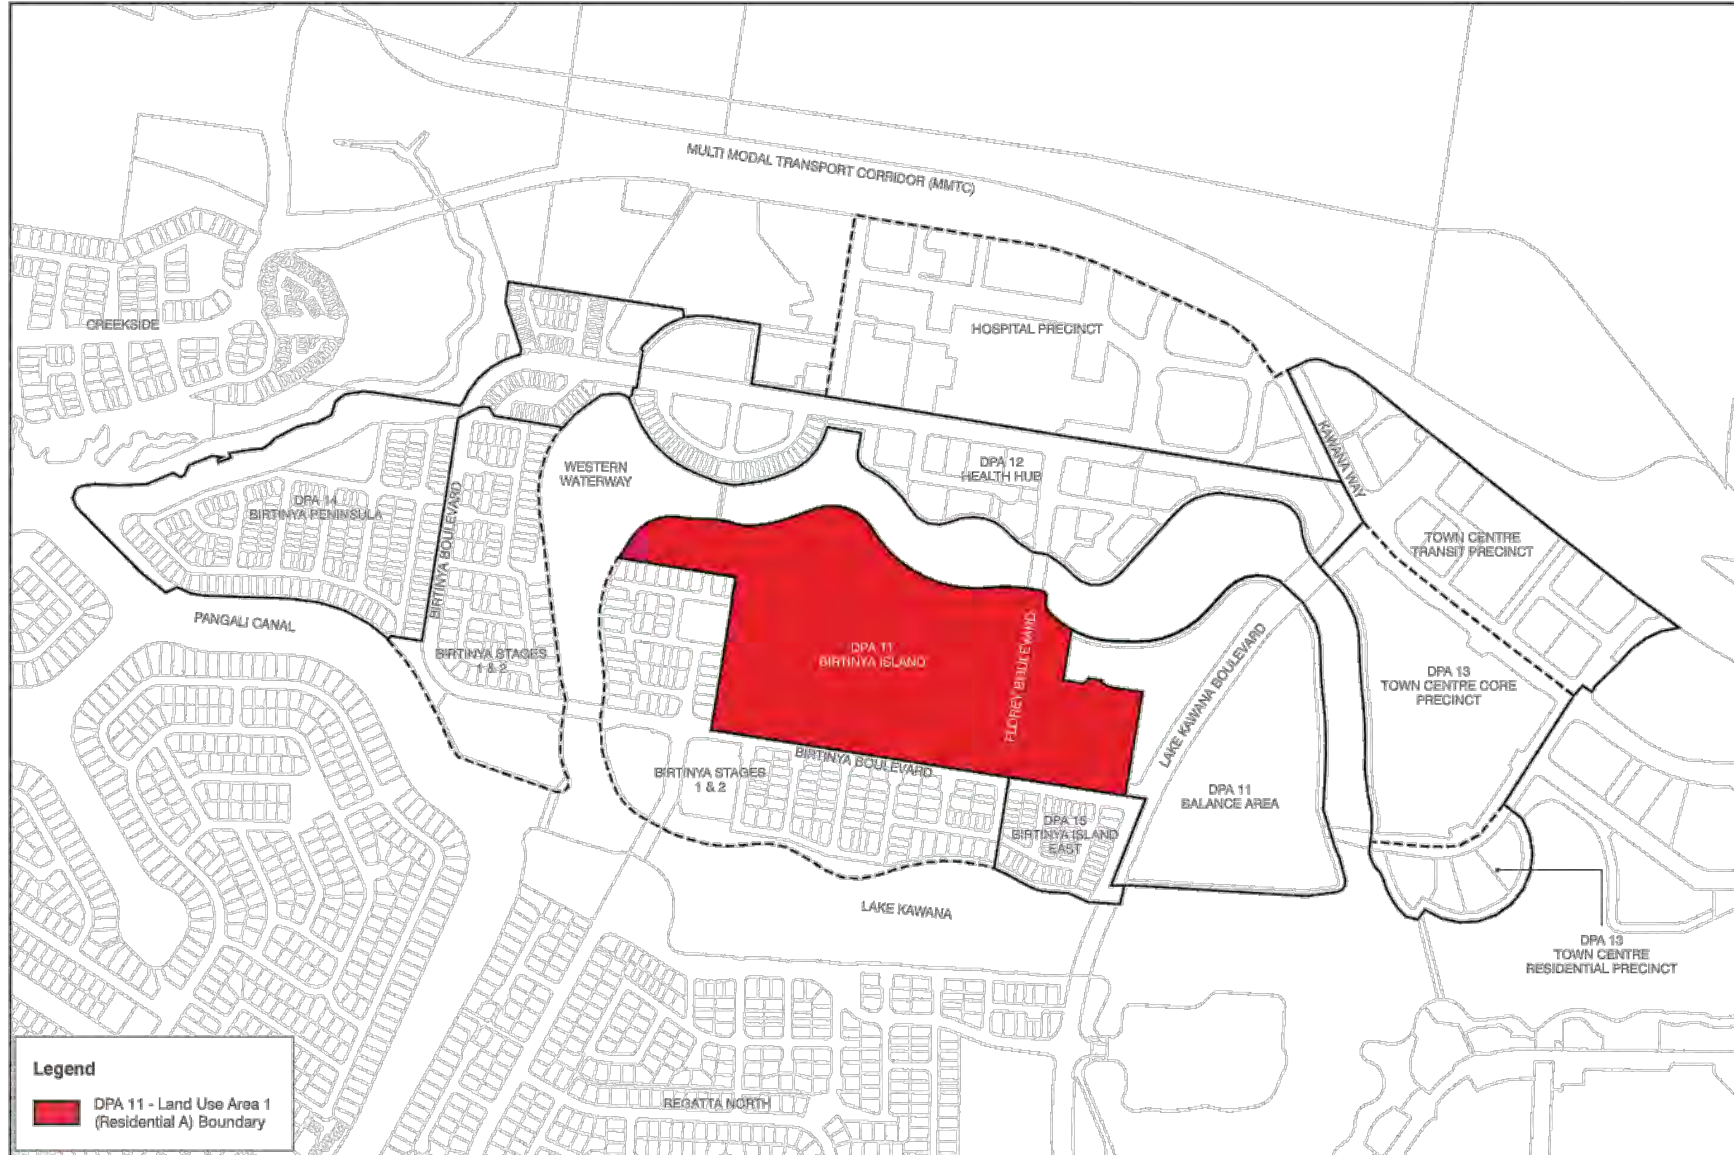 MULTI MODAL TRANSPORT CORRIDOR (MMTC)
CREEKSIDE
HOSPITAL PRECINCT
KAWANA WAY
WESTERN
WATERWAY
DPA 12
HEALTH HUB
DPA 14
BIRTINYA PENINSULA
BIRTINYA BOULEVARD
TOWN CENTRE
TRANSIT PRECINCT
PANGALI CANAL
BIRTINYA STAGES
1 & 2
DPA 11
BIRTINYA ISLAND
FLOREY BOULEVARD
LAKE KAWANA BOULEVARD
DPA 13
TOWN CENTRE CORE
PRECINCT
BIRTINYA BOULEVARD
BIRTINYA STAGES
1 & 2
DPA 11
BALANCE AREA
DPA 15
BIRTINYA ISLAND
EAST
LAKE KAWANA
DPA 13
TOWN CENTRE
RESIDENTIAL PRECINCT
REGATTA NORTH
Legend
DPA 11 - Land Use Area 1
(Residential A) Boundary